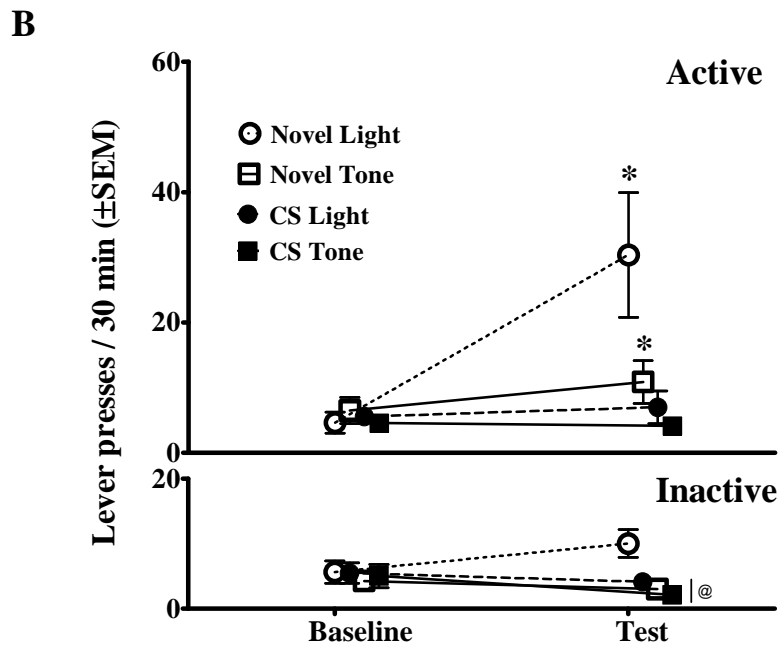 B
60
Active
Novel Light
Novel Tone
CS Light
CS Tone
*
40
20
*
0
Lever presses / 30 min (±SEM)
20
Inactive
@
0
Baseline Test